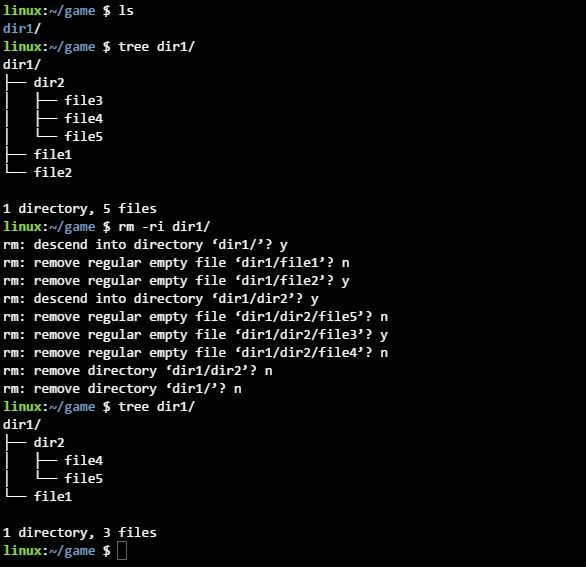 linux:~/game $ ls
dir1/
linux:~/game $ tree dir1/
dir1/
├── dir2
│   ├── file3
│   ├── file4
│   └── file5
├── file1
└── file2

1 directory, 5 files
linux:~/game $ rm -ri dir1/
rm: descend into directory ‘dir1/’? y
rm: remove regular empty file ‘dir1/file1’? n
rm: remove regular empty file ‘dir1/file2’? y
rm: descend into directory ‘dir1/dir2’? y
rm: remove regular empty file ‘dir1/dir2/file5’? n
rm: remove regular empty file ‘dir1/dir2/file3’? y
rm: remove regular empty file ‘dir1/dir2/file4’? n
rm: remove directory ‘dir1/dir2’? n
rm: remove directory ‘dir1/’? n
linux:~/game $ tree dir1/
dir1/
├── dir2
│   ├── file4
│   └── file5
└── file1

1 directory, 3 files
linux:~/game $